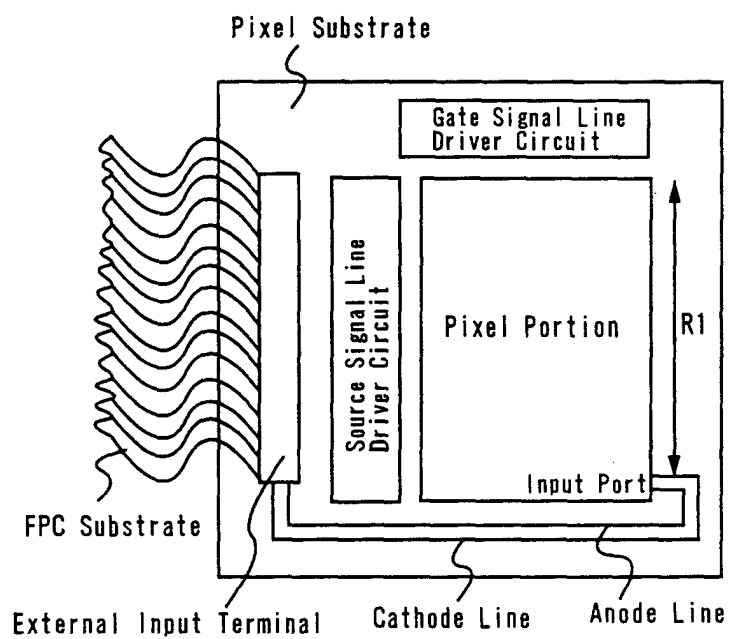 Pixel Substrate
Gate Signal Line
Driver Circuit
Source Signal Line
Driver Circuit
Pixel Portion
R1
Input Port
FPC Substrate
External Input Terminal
Cathode Line
Anode Line